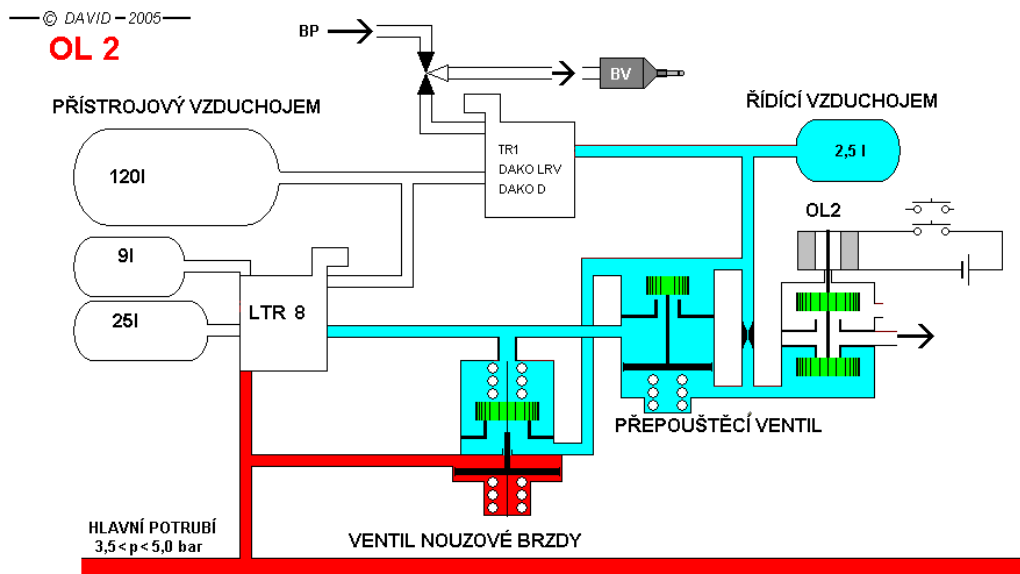 © DAVID – 2005
OL 2
BP
BV
PŘÍSTROJOVÝ VZDUCHOJEM
ŘÍDÍCÍ VZDUCHOJEM
120l
TR1
DAKO LRV
DAKO D
2,5 l
OL2
9l
25l
LTR 8
PŘEPOUŠTĚCÍ VENTIL
HLAVNÍ POTRUBÍ
3,5<p<5,0 bar
VENTIL NOUZOVÉ BRZDY